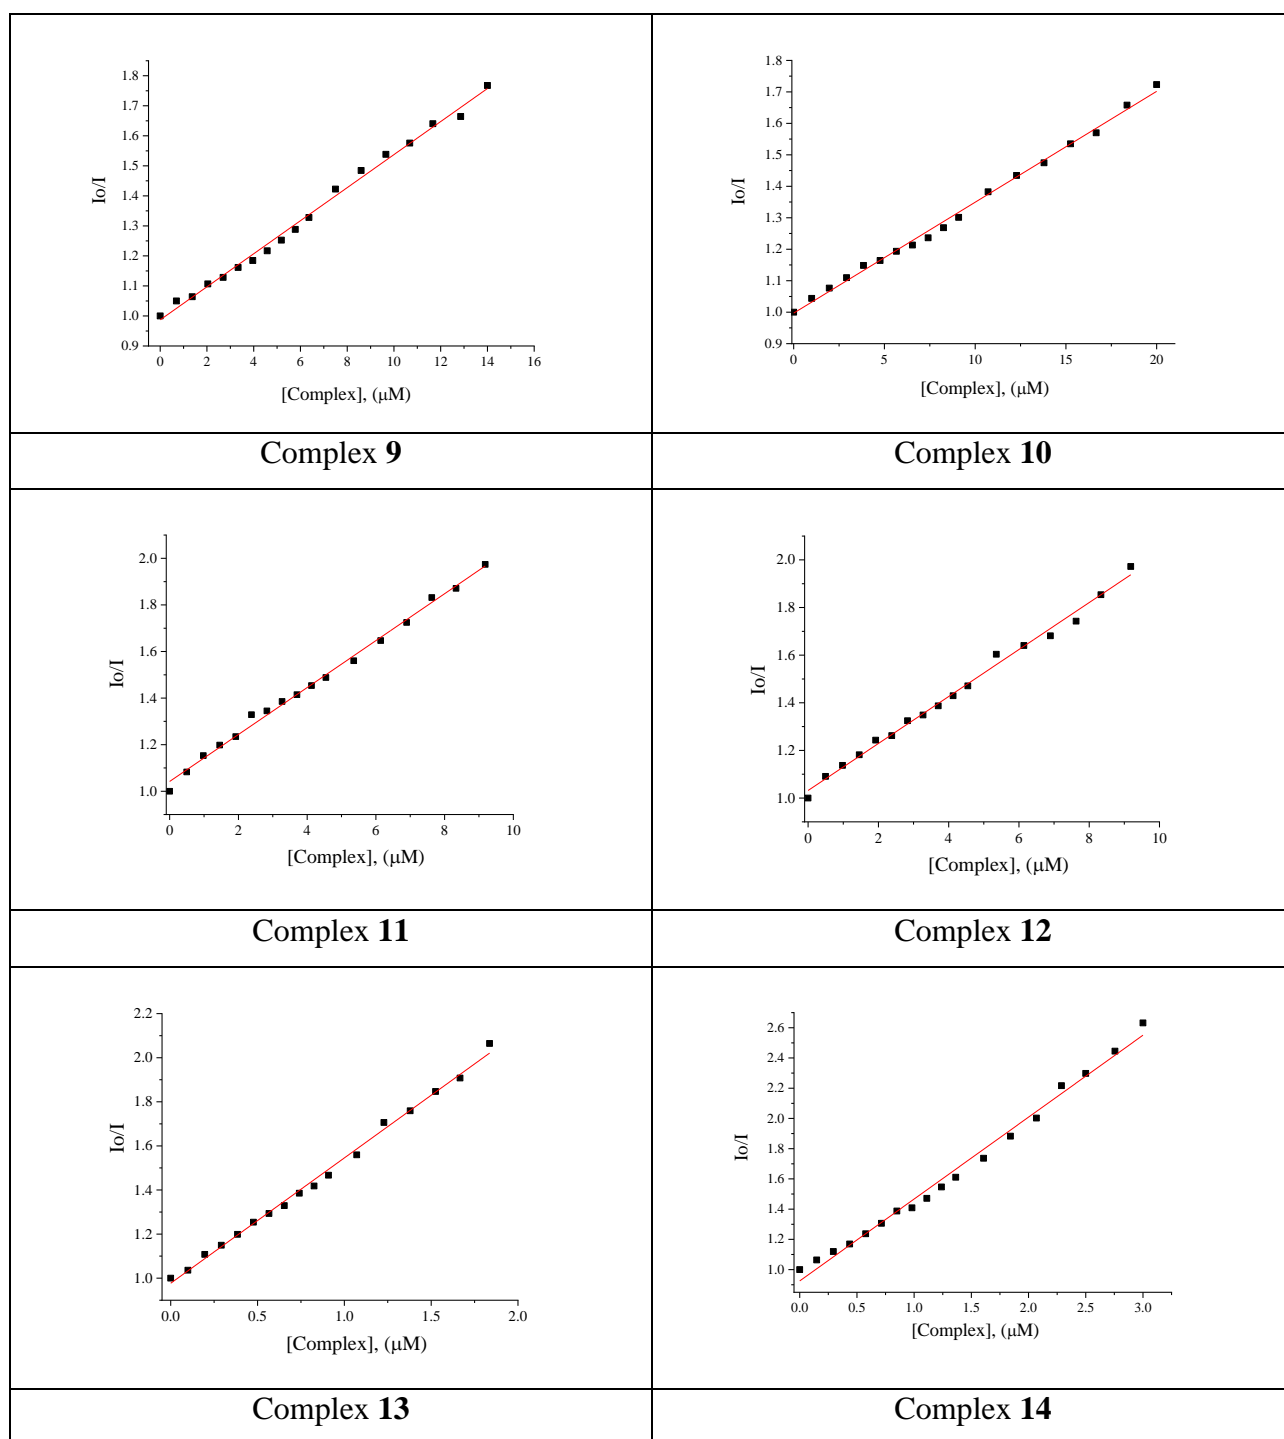 1.8
1.7
1.6
1.5
1.4
1.3
1.2
1.1
1.0
0.9
Io/I
0 2 4 6 8 10 12 14 16
[Complex], (μM)
1.8
1.7
1.6
1.5
1.4
1.3
1.2
1.1
1.0
0.9
Io/I
0 5 10 15 20
[Complex], (μM)
Complex 9
Complex 10
2.0
1.8
1.6
1.4
1.2
1.0
Io/I
0 2 4 6 8 10
[Complex], (μM)
2.0
1.8
1.6
1.4
1.2
1.0
Io/I
0 2 4 6 8 10
[Complex], (μM)
Complex 11
Complex 12
2.2
2.0
1.8
1.6
1.4
1.2
1.0
Io/I
0.0 0.5 1.0 1.5 2.0
[Complex], (μM)
2.6
2.4
2.2
2.0
1.8
1.6
1.4
1.2
1.0
Io/I
0.0 0.5 1.0 1.5 2.0 2.5 3.0
[Complex], (μM)
Complex 13
Complex 14